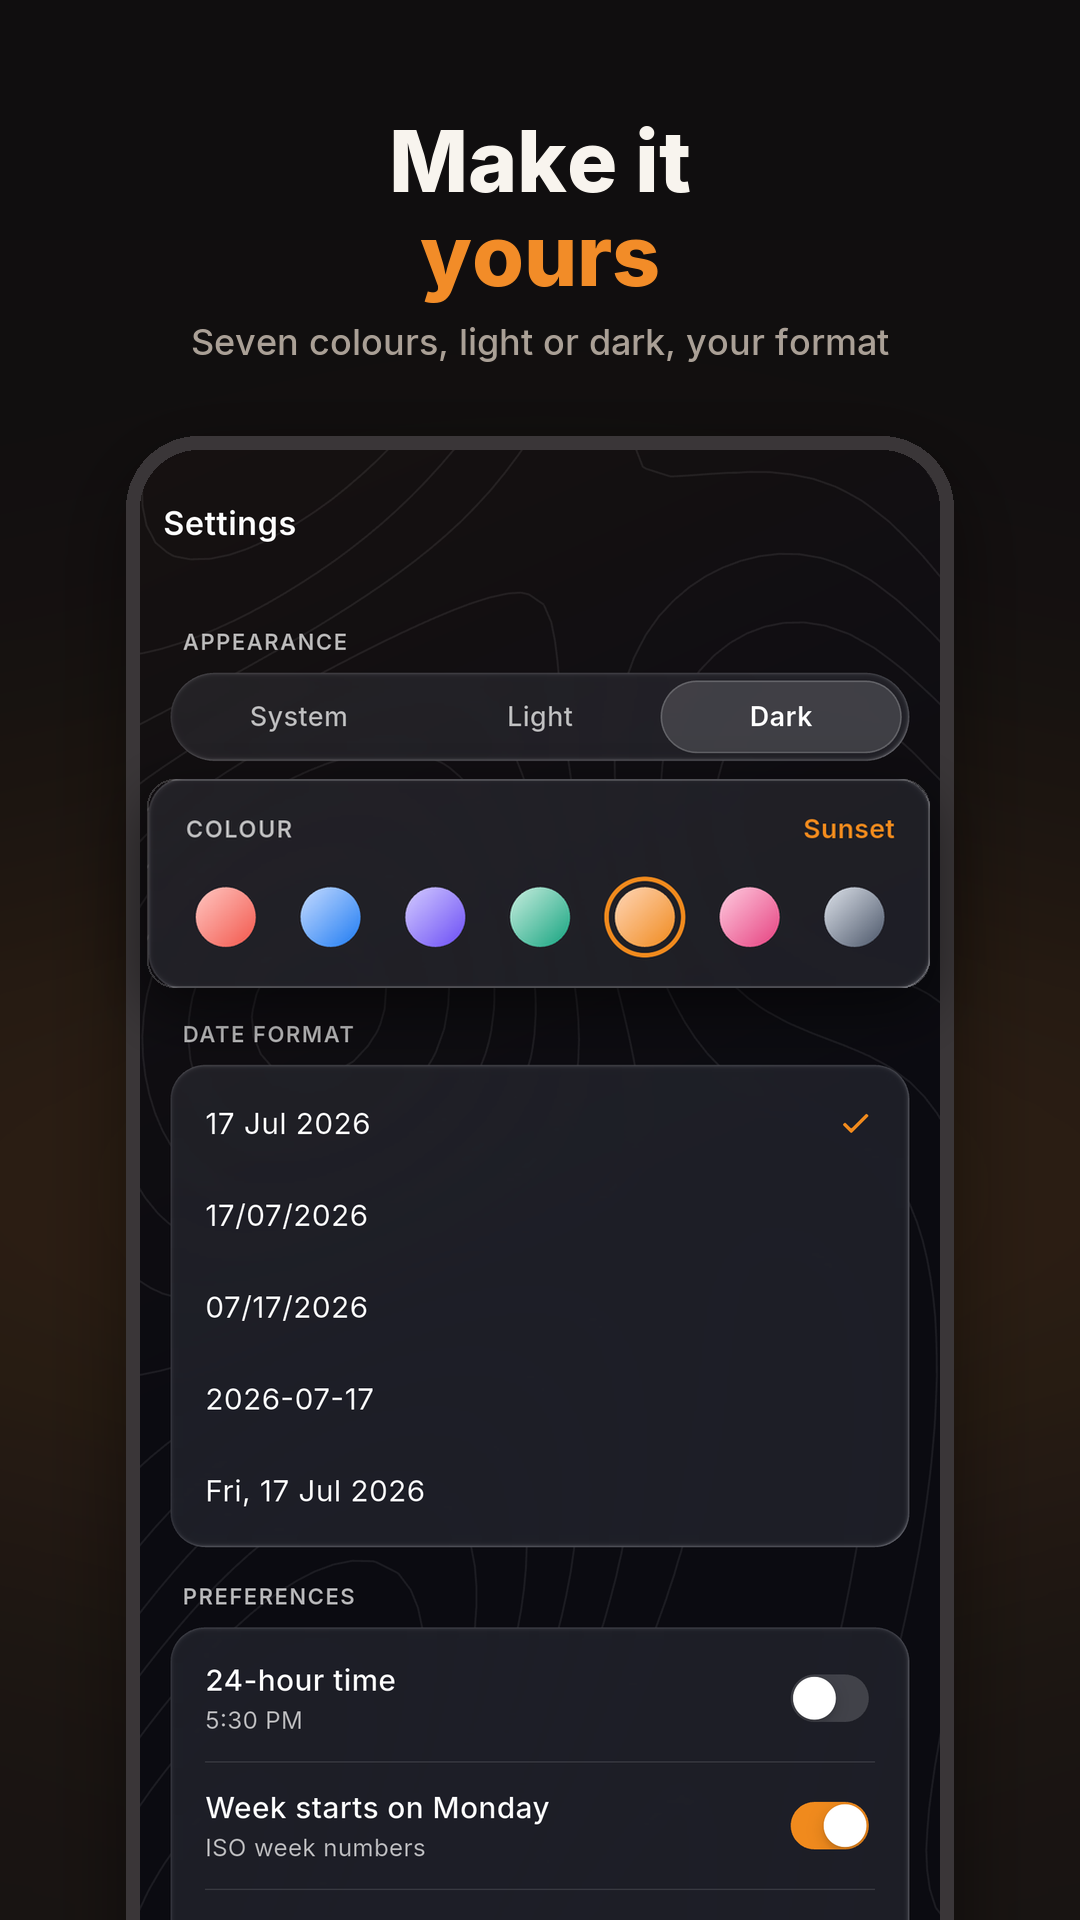 Make it
yours
Seven colours, light or dark, your format
Settings
APPEARANCE
System Light Dark
COLOUR Sunset
DATE FORMAT
17 Jul 2026
17/07/2026
07/17/2026
2026-07-17
Fri, 17 Jul 2026
PREFERENCES
24-hour time
5:30 PM
Week starts on Monday
ISO week numbers